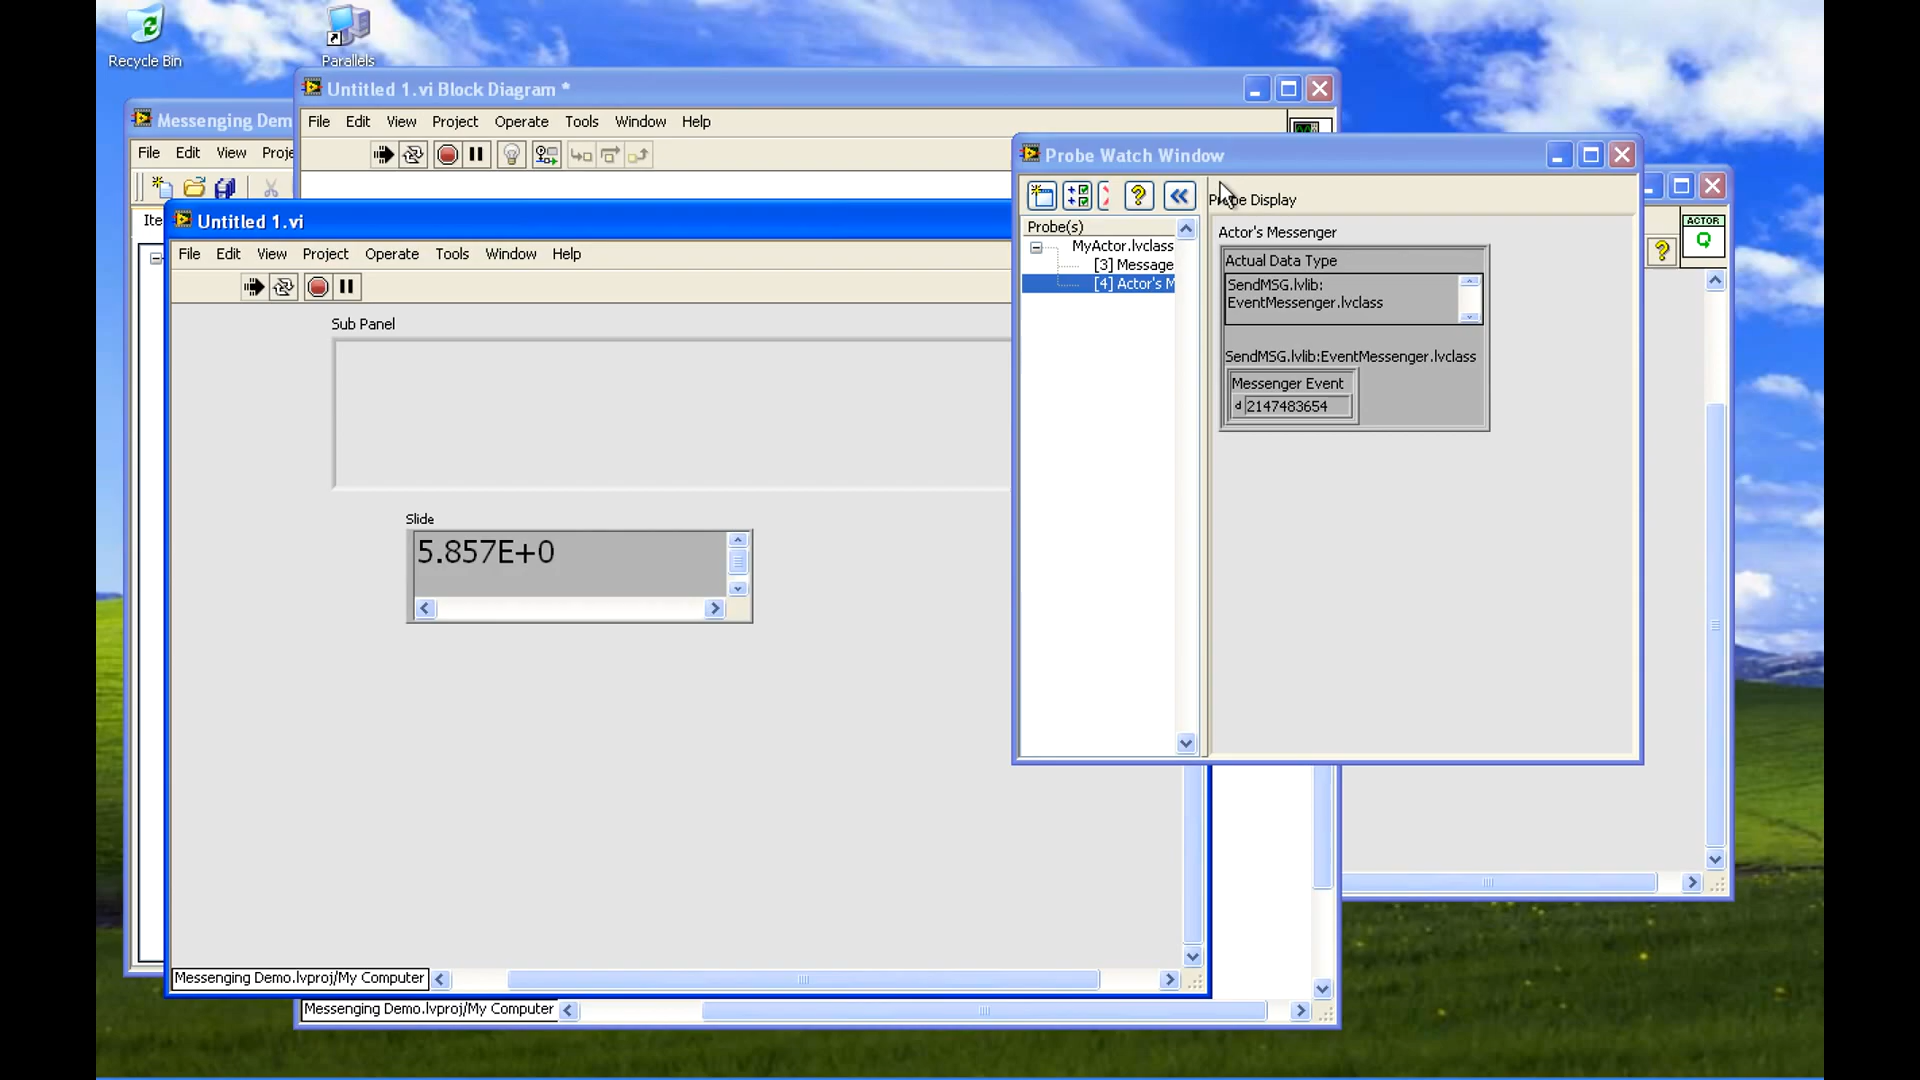 Recycle Bin
Parallels
Untitled 1.vi Block Diagram *
File Edit View Project Operate Tools Window Help
Messenging Dem
File Edit View Proje
Ite
Untitled 1.vi
File Edit View Project Operate Tools Window Help
Sub Panel
Slide
5.857E+0
Messenging Demo.lvproj/My Computer
Messenging Demo.lvproj/My Computer
Probe Watch Window
Probe(s)
MyActor.lvclass
[3] Message
[4] Actor's M
Display
Actor's Messenger
Actual Data Type
SendMSG.lvlib:
EventMessenger.lvclass
SendMSG.lvlib:EventMessenger.lvclass
Messenger Event
d 2147483654
ACTOR
Q